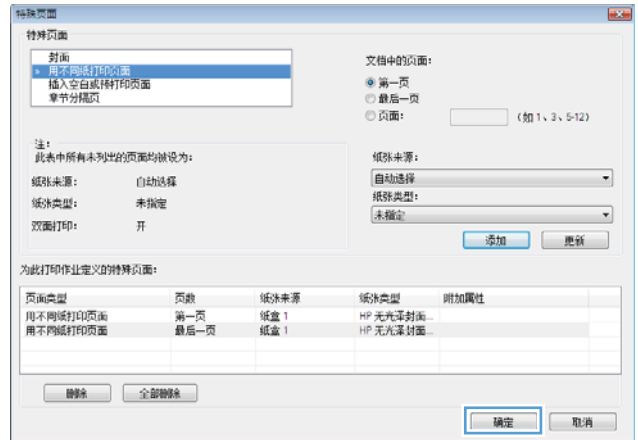 特殊页面
特殊页面
封面
» 用不同纸打印页面
插入空白或预打印页面
章节分隔页
文档中的页面:
第一页
最后一页
页面: (如 1、3、5-12)
注:
此表中所有未列出的页面均被设为:
纸张来源: 自动选择
纸张类型: 未指定
双面打印: 开
纸张来源:
自动选择
纸张类型:
未指定
添加 更新
为此打印作业定义的特殊页面:
页面类型 页数 纸张来源 纸张类型 附加属性
用不同纸打印页面 第一页 纸盒 1 HP 无光泽封面...
用不同纸打印页面 最后一页 纸盒 1 HP 无光泽封面...
删除 全部删除
确定 取消